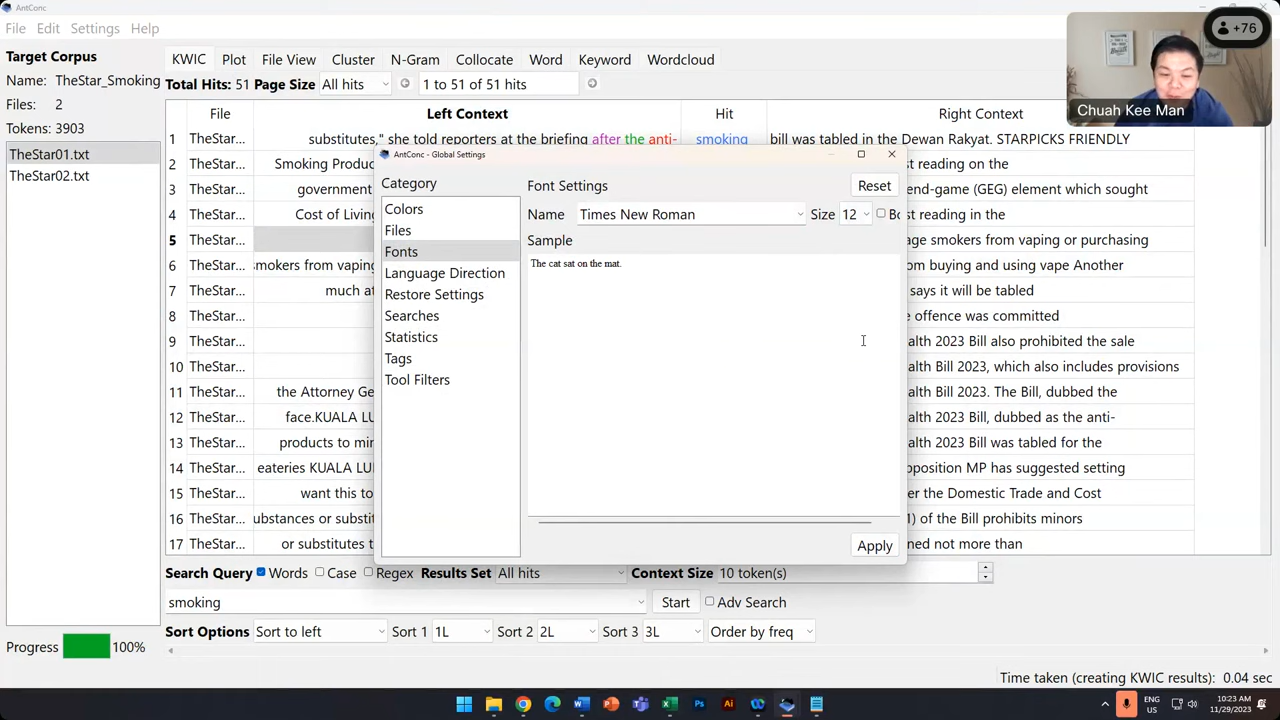 AntConc
File Edit Settings Help
Target Corpus
Name: TheStar_Smoking
Files: 2
Tokens: 3903
TheStar01.txt
TheStar02.txt
Progress 100%
KWIC Plot File View Cluster N-Gram Collocate Word Keyword Wordcloud
Total Hits: 51 Page Size All hits 1 to 51 of 51 hits
File Left Context Hit Right Context
1 TheStar... substitutes," she told reporters at the briefing after the anti- smoking bill was tabled in the Dewan Rakyat. STARPICKS FRIENDLY
2 TheStar... Smoking Produc st reading on the
3 TheStar... government end-game (GEG) element which sought
4 TheStar... Cost of Living st reading in the
5 TheStar... age smokers from vaping or purchasing
6 TheStar... smokers from vaping om buying and using vape Another
7 TheStar... much at says it will be tabled
8 TheStar... e offence was committed
9 TheStar... alth 2023 Bill also prohibited the sale
10 TheStar... alth 2023 Bill, which also includes provisions
11 TheStar... the Attorney Ge alth 2023 Bill. The Bill, dubbed the
12 TheStar... face.KUALA LU alth 2023 Bill, dubbed as the anti-
13 TheStar... products to mi alth 2023 Bill was tabled for the
14 TheStar... eateries KUALA LU position MP has suggested setting
15 TheStar... want this to er the Domestic Trade and Cost
16 TheStar... ubstances or substit 1) of the Bill prohibits minors
17 TheStar... or substitutes t ned not more than
AntConc - Global Settings
Category
Colors
Files
Fonts
Language Direction
Restore Settings
Searches
Statistics
Tags
Tool Filters
Font Settings Reset
Name Times New Roman Size 12 Bo
Sample
The cat sat on the mat.
Apply
Search Query Words Case Regex Results Set All hits Context Size 10 token(s)
smoking Start Adv Search
Sort Options Sort to left Sort 1 1L Sort 2 2L Sort 3 3L Order by freq
Time taken (creating KWIC results): 0.04 sec
+76
Chuah Kee Man
ENG
US
10:23 AM
11/29/2023